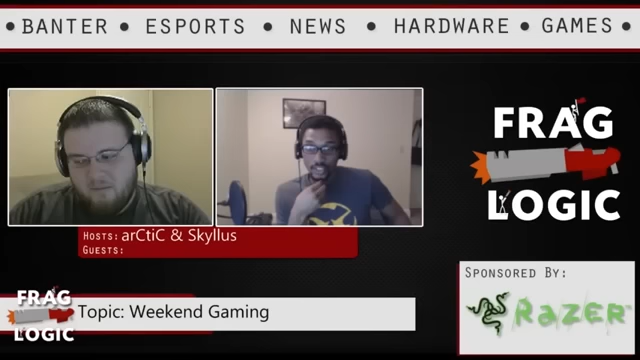 • BANTER • ESPORTS • NEWS • HARDWARE • GAMES •
FRAG
LOGIC
HOSTS: arCtiC & Skyllus
GUESTS:
SPONSORED BY:
RAZER
FRAG
LOGIC
Topic: Weekend Gaming